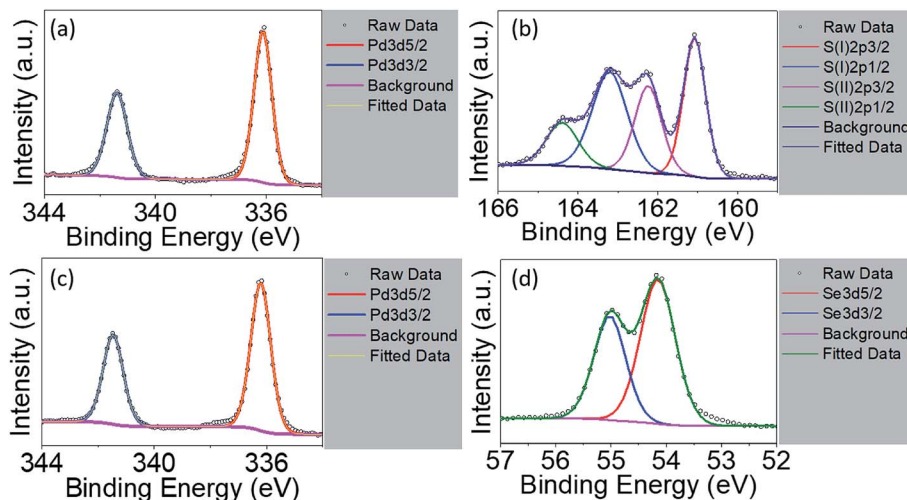 (a)
Intensity (a.u.)
Raw Data
Pd3d5/2
Pd3d3/2
Background
Fitted Data
344 340 336
Binding Energy (eV)
(b)
Intensity (a.u.)
Raw Data
S(I)2p3/2
S(I)2p1/2
S(II)2p3/2
S(II)2p1/2
Background
Fitted Data
166 164 162 160
Binding Energy (eV)
(c)
Intensity (a.u.)
Raw Data
Pd3d5/2
Pd3d3/2
Background
Fitted Data
344 340 336
Binding Energy (eV)
(d)
Intensity (a.u.)
Raw Data
Se3d5/2
Se3d3/2
Background
Fitted Data
57 56 55 54 53 52
Binding Energy (eV)